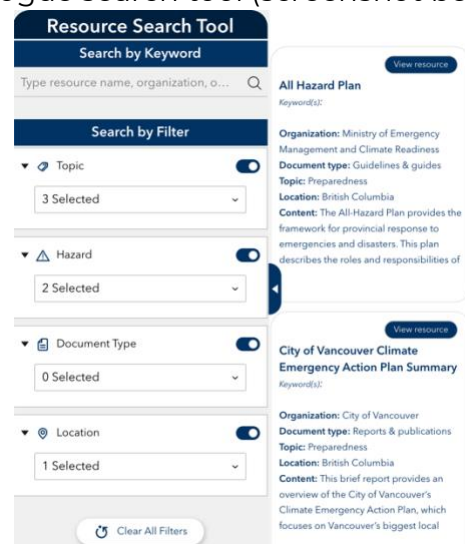 Resource Search Tool
Search by Keyword
Type resource name, organization, o...
Search by Filter
Topic
3 Selected
Hazard
2 Selected
Document Type
0 Selected
Location
1 Selected
Clear All Filters
View resource
All Hazard Plan
Keyword(s):
Organization: Ministry of Emergency
Management and Climate Readiness
Document type: Guidelines & guides
Topic: Preparedness
Location: British Columbia
Content: The All-Hazard Plan provides the
framework for provincial response to
emergencies and disasters. This plan
describes the roles and responsibilities of
View resource
City of Vancouver Climate
Emergency Action Plan Summary
Keyword(s):
Organization: City of Vancouver
Document type: Reports & publications
Topic: Preparedness
Location: British Columbia
Content: This brief report provides an
overview of the City of Vancouver's
Climate Emergency Action Plan, which
focuses on Vancouver's biggest local